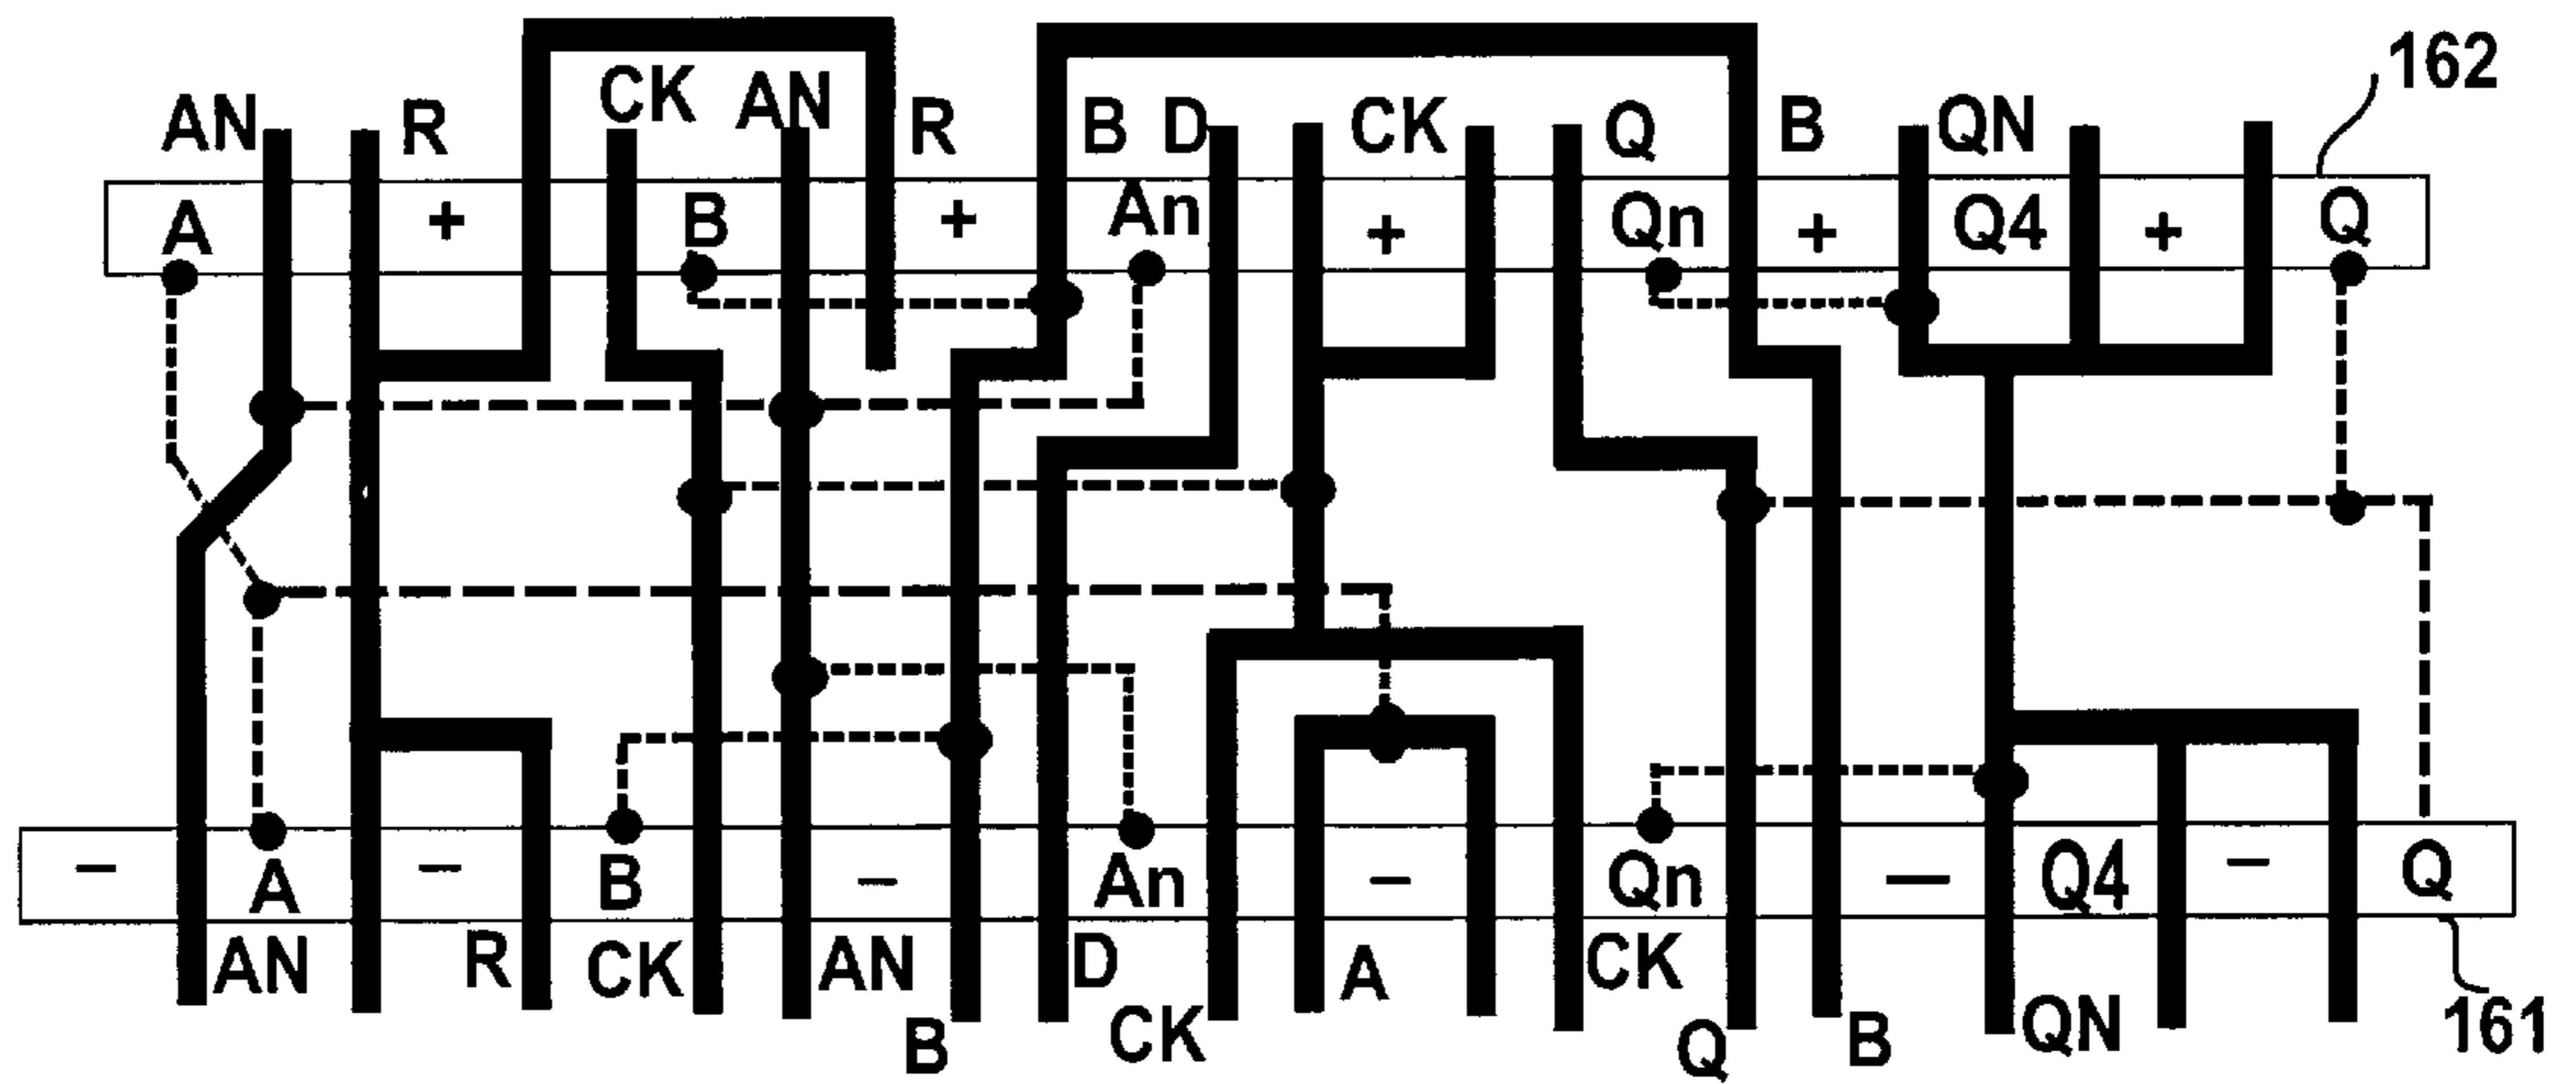 162
AN R CK AN R B D CK Q B QN
A + B + An + Qn + Q4 + Q
– A – B – An – Qn — Q4 – Q
AN R CK AN B D CK A CK Q B QN
161